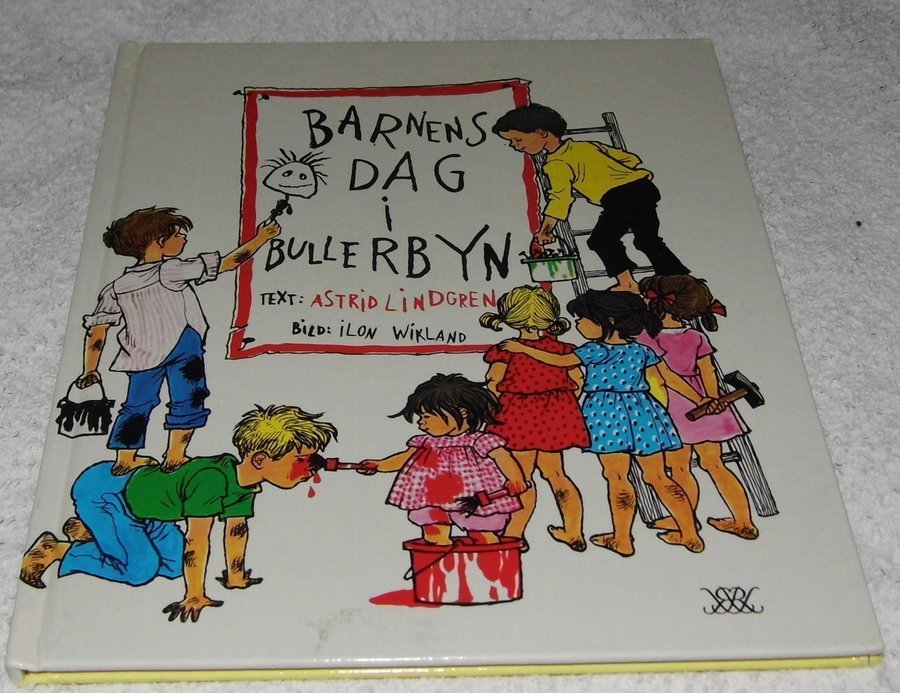 BARNENS
DAG
i
BULLERBYN
TEXT: ASTRID LINDGREN
BILD: ILON WIKLAND